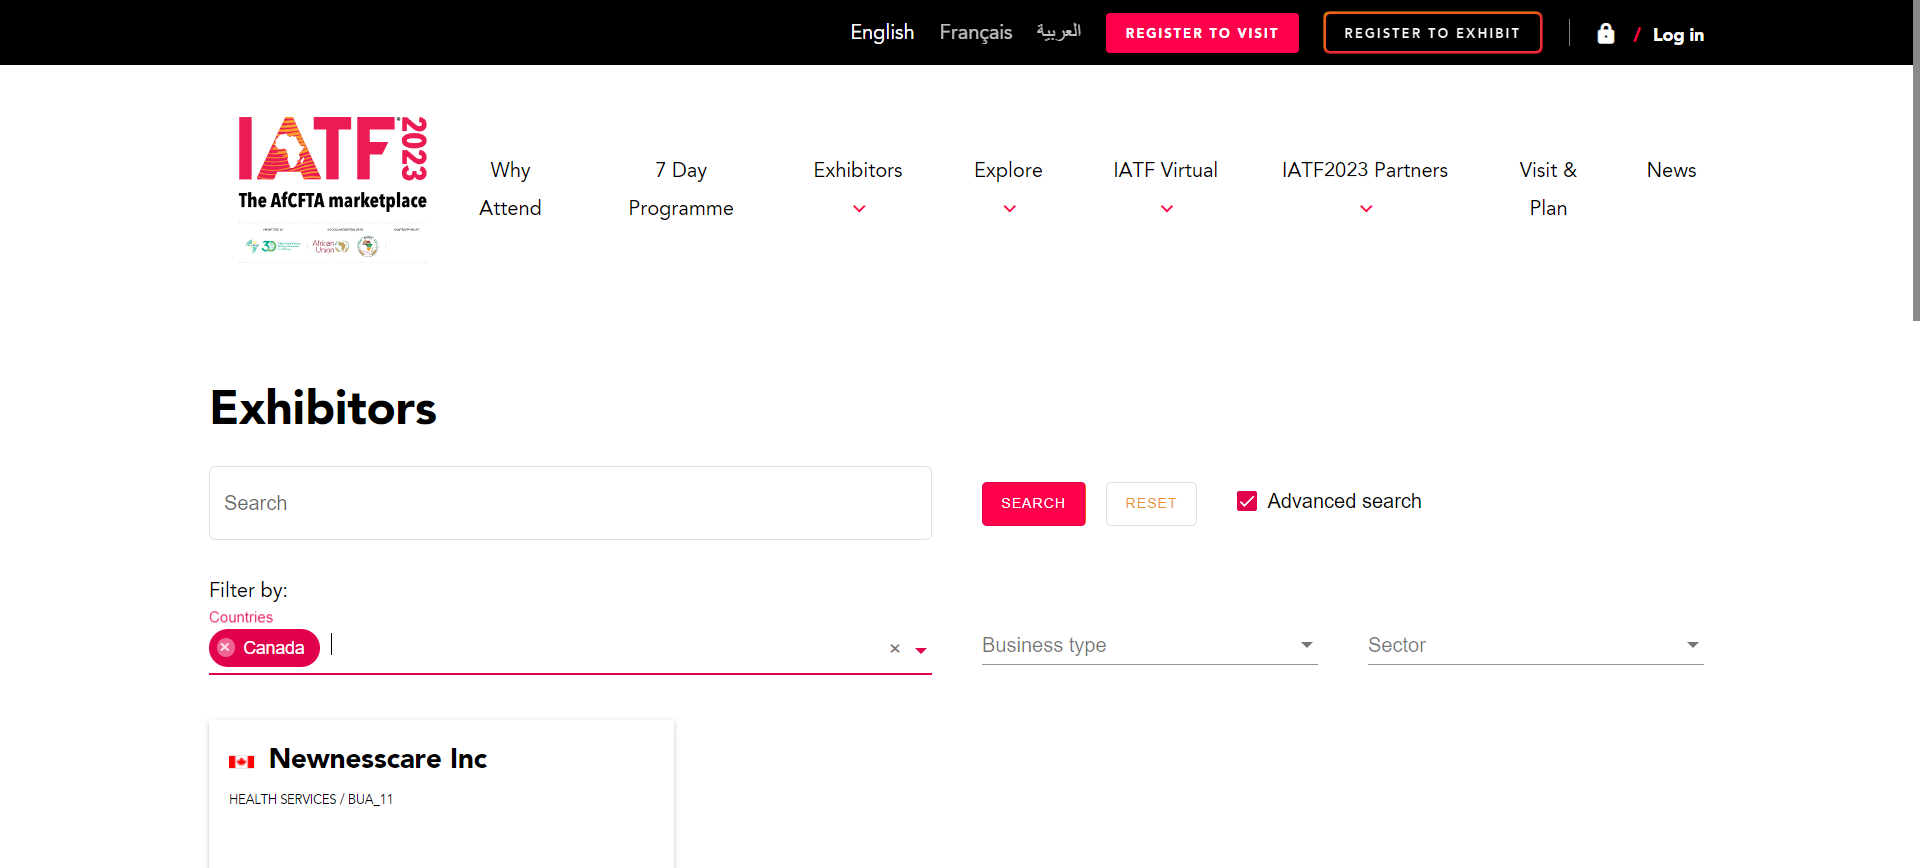 English Français العربية REGISTER TO VISIT REGISTER TO EXHIBIT / Log in
IATF 2023
The AfCFTA marketplace
African Union
Why Attend
7 Day Programme
Exhibitors
Explore
IATF Virtual
IATF2023 Partners
Visit & Plan
News
Exhibitors
Search
SEARCH
RESET
Advanced search
Filter by:
Countries
Canada
Business type
Sector
Newnesscare Inc
HEALTH SERVICES / BUA_11